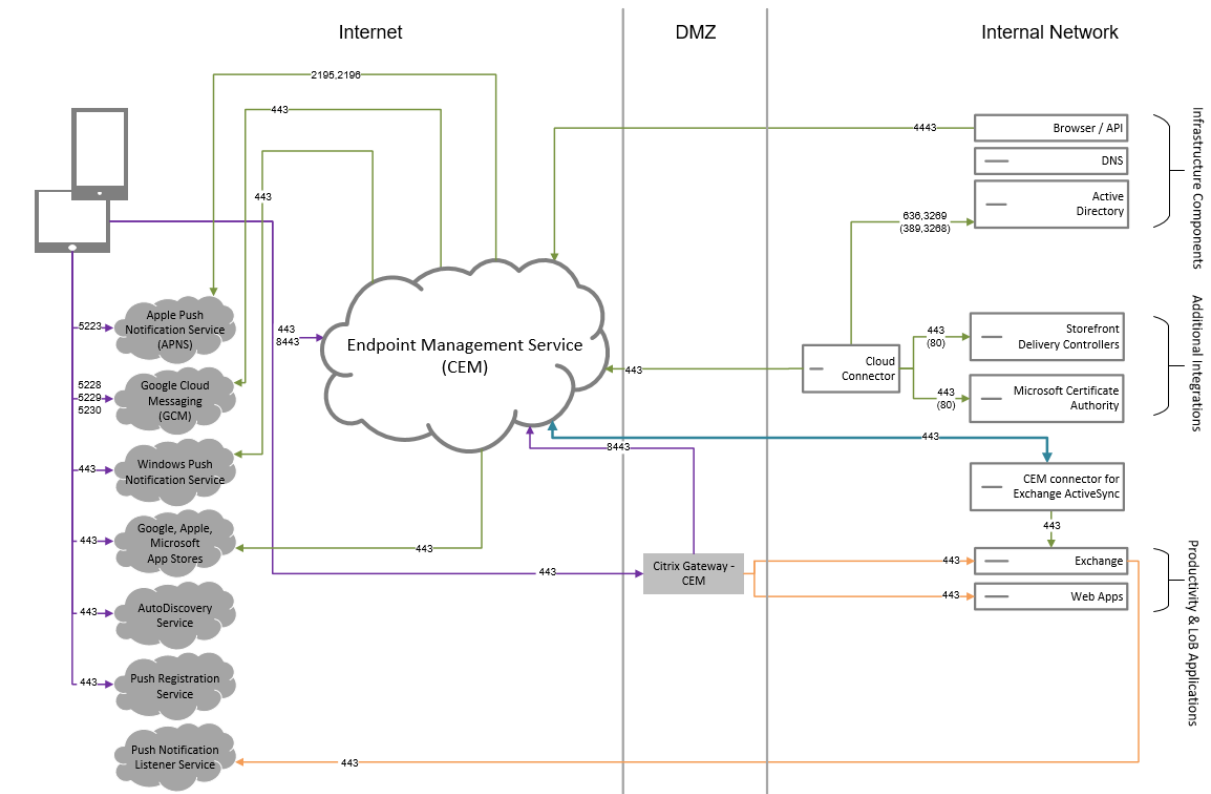 Internet
DMZ
Internal Network
2195,2196
443
443
4443
Browser / API
DNS
Active
Directory
Infrastructure Components
636,3269
(389,3268)
Apple Push
Notification Service
(APNS)
5223
443
8443
Endpoint Management Service
(CEM)
443
Cloud
Connector
443
(80)
Storefront
Delivery Controllers
443
(80)
Microsoft Certificate
Authority
Additional Integrations
5228
5229
5230
Google Cloud
Messaging
(GCM)
443
8443
443
Windows Push
Notification Service
CEM connector for
Exchange ActiveSync
443
443
Google, Apple,
Microsoft
App Stores
443
443
Citrix Gateway -
CEM
443
Exchange
443
Web Apps
Productivity & LoB Applications
443
AutoDiscovery
Service
443
Push Registration
Service
Push Notification
Listener Service
443